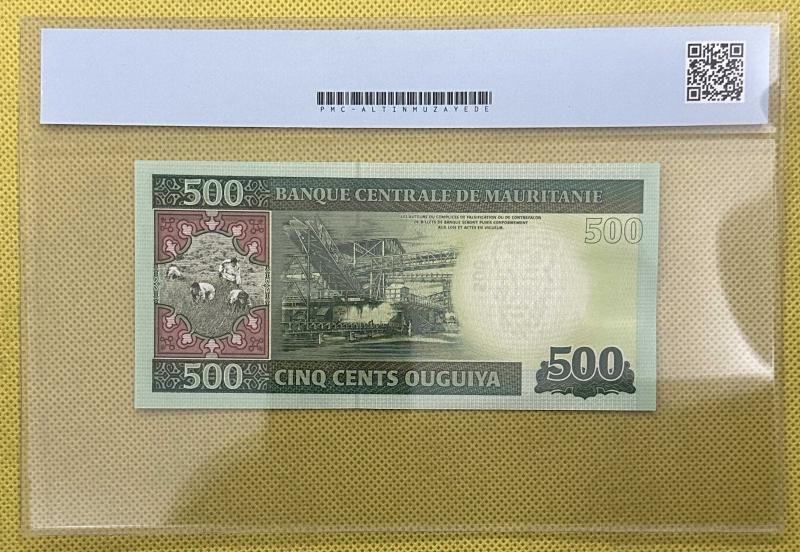 PMC-ALTINMUZAYEDE
500 BANQUE CENTRALE DE MAURITANIE
LES AUTEURS OU COMPLICES DE FALSIFICATION OU DE CONTREFAÇON
DE BILLETS DE BANQUE SERONT PUNIS CONFORMEMENT
AUX LOIS ET ACTES EN VIGUEUR.
500
500 CINQ CENTS OUGUIYA 500